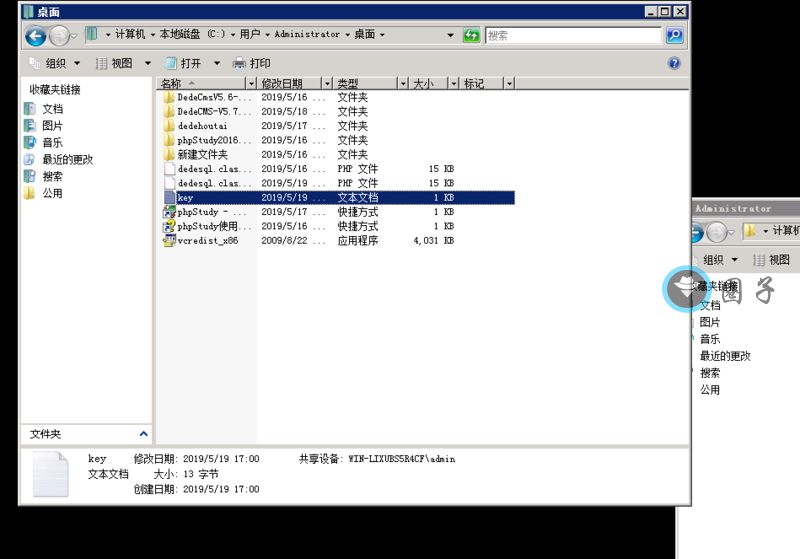 桌面
计算机 本地磁盘 (C:) 用户 Administrator 桌面 搜索
组织 视图 打开 打印
收藏夹链接
文档
图片
音乐
最近的更改
搜索
公用
文件夹
名称 修改日期 类型 大小 标记
DedeCmsV5.6-... 2019/5/16 ... 文件夹
DedeCMS-V5.7... 2019/5/18 ... 文件夹
dedehoutai 2019/5/17 ... 文件夹
phpStudy2016... 2019/5/16 ... 文件夹
新建文件夹 2019/5/16 ... 文件夹
dedesql.clas... 2019/5/16 ... PHP 文件 15 KB
dedesql.clas... 2019/5/19 ... PHP 文件 15 KB
key 2019/5/19 ... 文本文档 1 KB
phpStudy - ... 2019/5/17 ... 快捷方式 1 KB
phpStudy使用... 2019/5/16 ... 快捷方式 1 KB
vcredist_x86 2009/8/22 ... 应用程序 4,031 KB
key 修改日期: 2019/5/19 17:00 共享设备: WIN-LIXUBS5R4CF\admin
文本文档 大小: 13 字节
创建日期: 2019/5/19 17:00
Administrator
计算机
组织 视图
收藏夹链接
文档
图片
音乐
最近的更改
搜索
公用
圈子